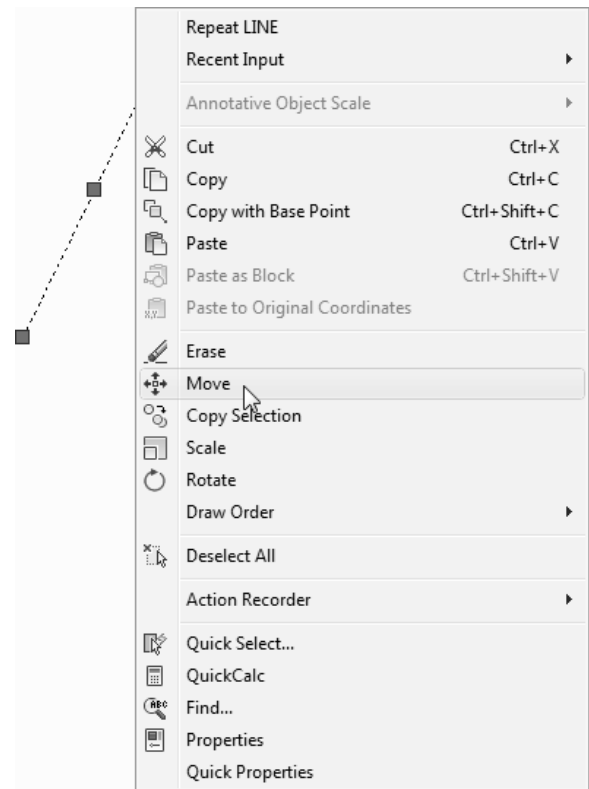 Repeat LINE
Recent Input
Annotative Object Scale
Cut Ctrl+X
Copy Ctrl+C
Copy with Base Point Ctrl+Shift+C
Paste Ctrl+V
Paste as Block Ctrl+Shift+V
Paste to Original Coordinates
Erase
Move
Copy Selection
Scale
Rotate
Draw Order
Deselect All
Action Recorder
Quick Select...
QuickCalc
Find...
Properties
Quick Properties